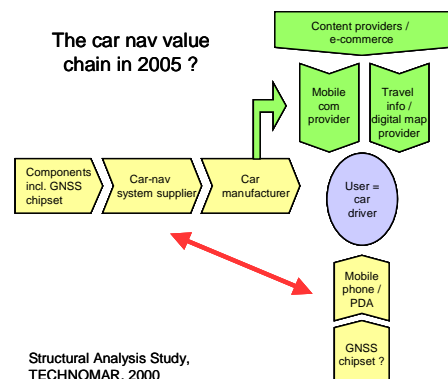 The car nav value
chain in 2005 ?
Content providers /
e-commerce
Mobile
com
provider
Travel
info /
digital map
provider
Components
incl. GNSS
chipset
Car-nav
system supplier
Car
manufacturer
User =
car
driver
Mobile
phone /
PDA
GNSS
chipset ?
Structural Analysis Study,
TECHNOMAR, 2000